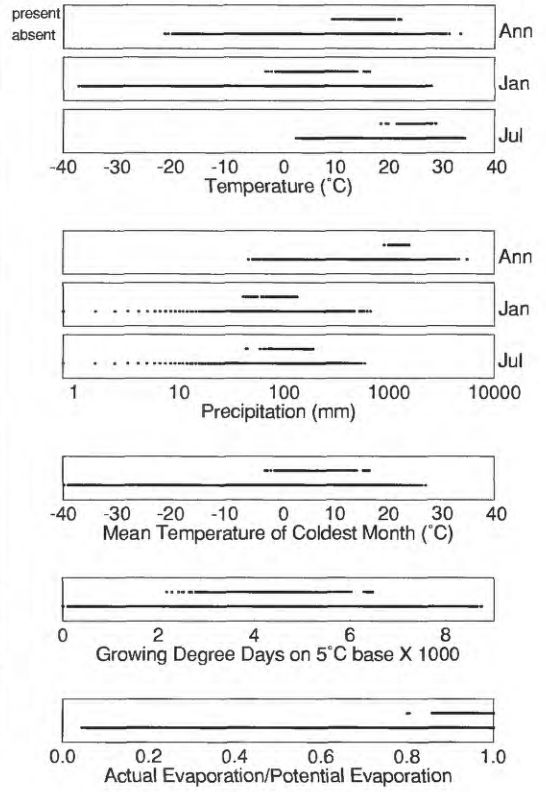 present
absent
Ann
Jan
Jul
-40 -30 -20 -10 0 10 20 30 40
Temperature (°C)
Ann
Jan
Jul
1 10 100 1000 10000
Precipitation (mm)
-40 -30 -20 -10 0 10 20 30 40
Mean Temperature of Coldest Month (°C)
0 2 4 6 8
Growing Degree Days on 5°C base X 1000
0.0 0.2 0.4 0.6 0.8 1.0
Actual Evaporation/Potential Evaporation